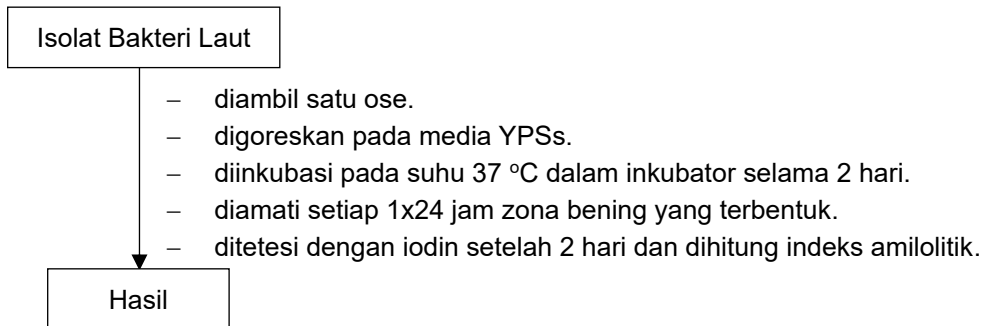 Isolat Bakteri Laut
– diambil satu ose.
– digoreskan pada media YPSs.
– diinkubasi pada suhu 37 ºC dalam inkubator selama 2 hari.
– diamati setiap 1x24 jam zona bening yang terbentuk.
– ditetesi dengan iodin setelah 2 hari dan dihitung indeks amilolitik.
Hasil